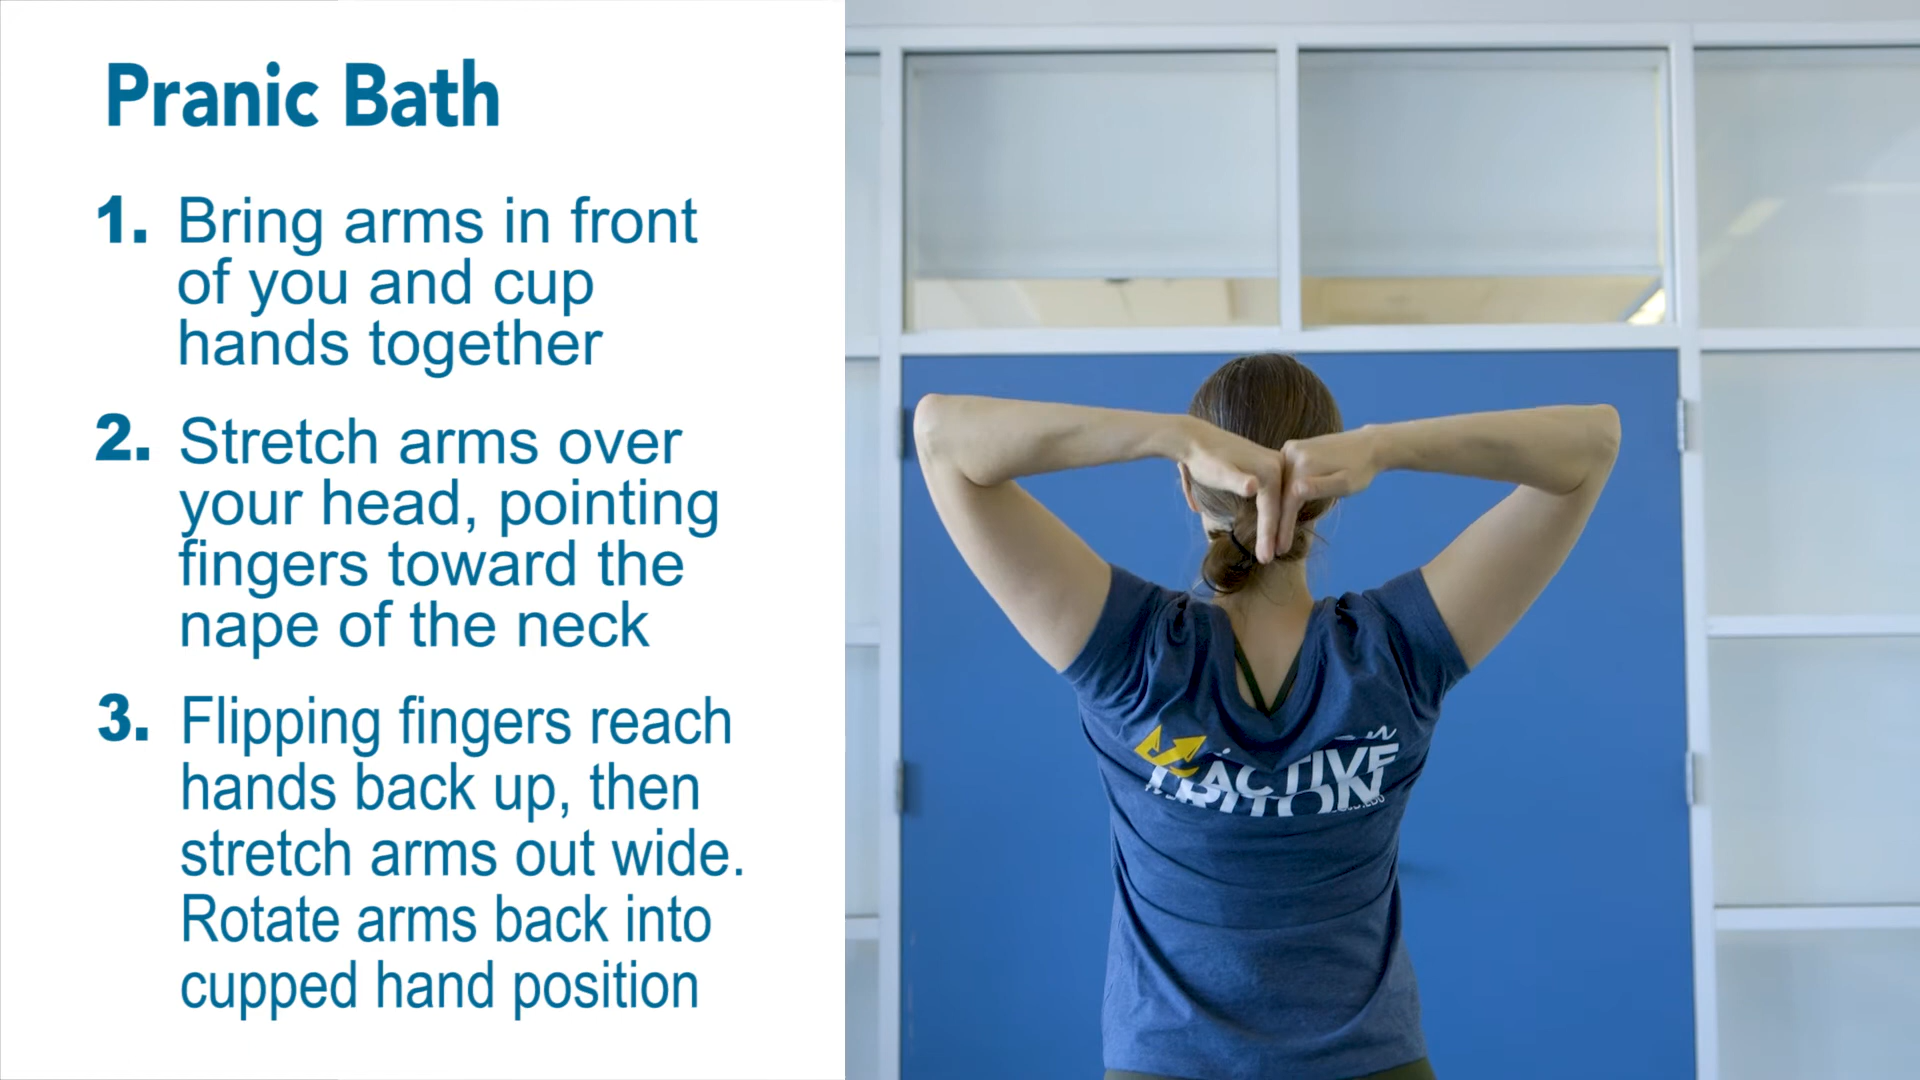 Pranic Bath
1. Bring arms in front
of you and cup
hands together
2. Stretch arms over
your head, pointing
fingers toward the
nape of the neck
3. Flipping fingers reach
hands back up, then
stretch arms out wide.
Rotate arms back into
cupped hand position
ACTIVE
TRITON